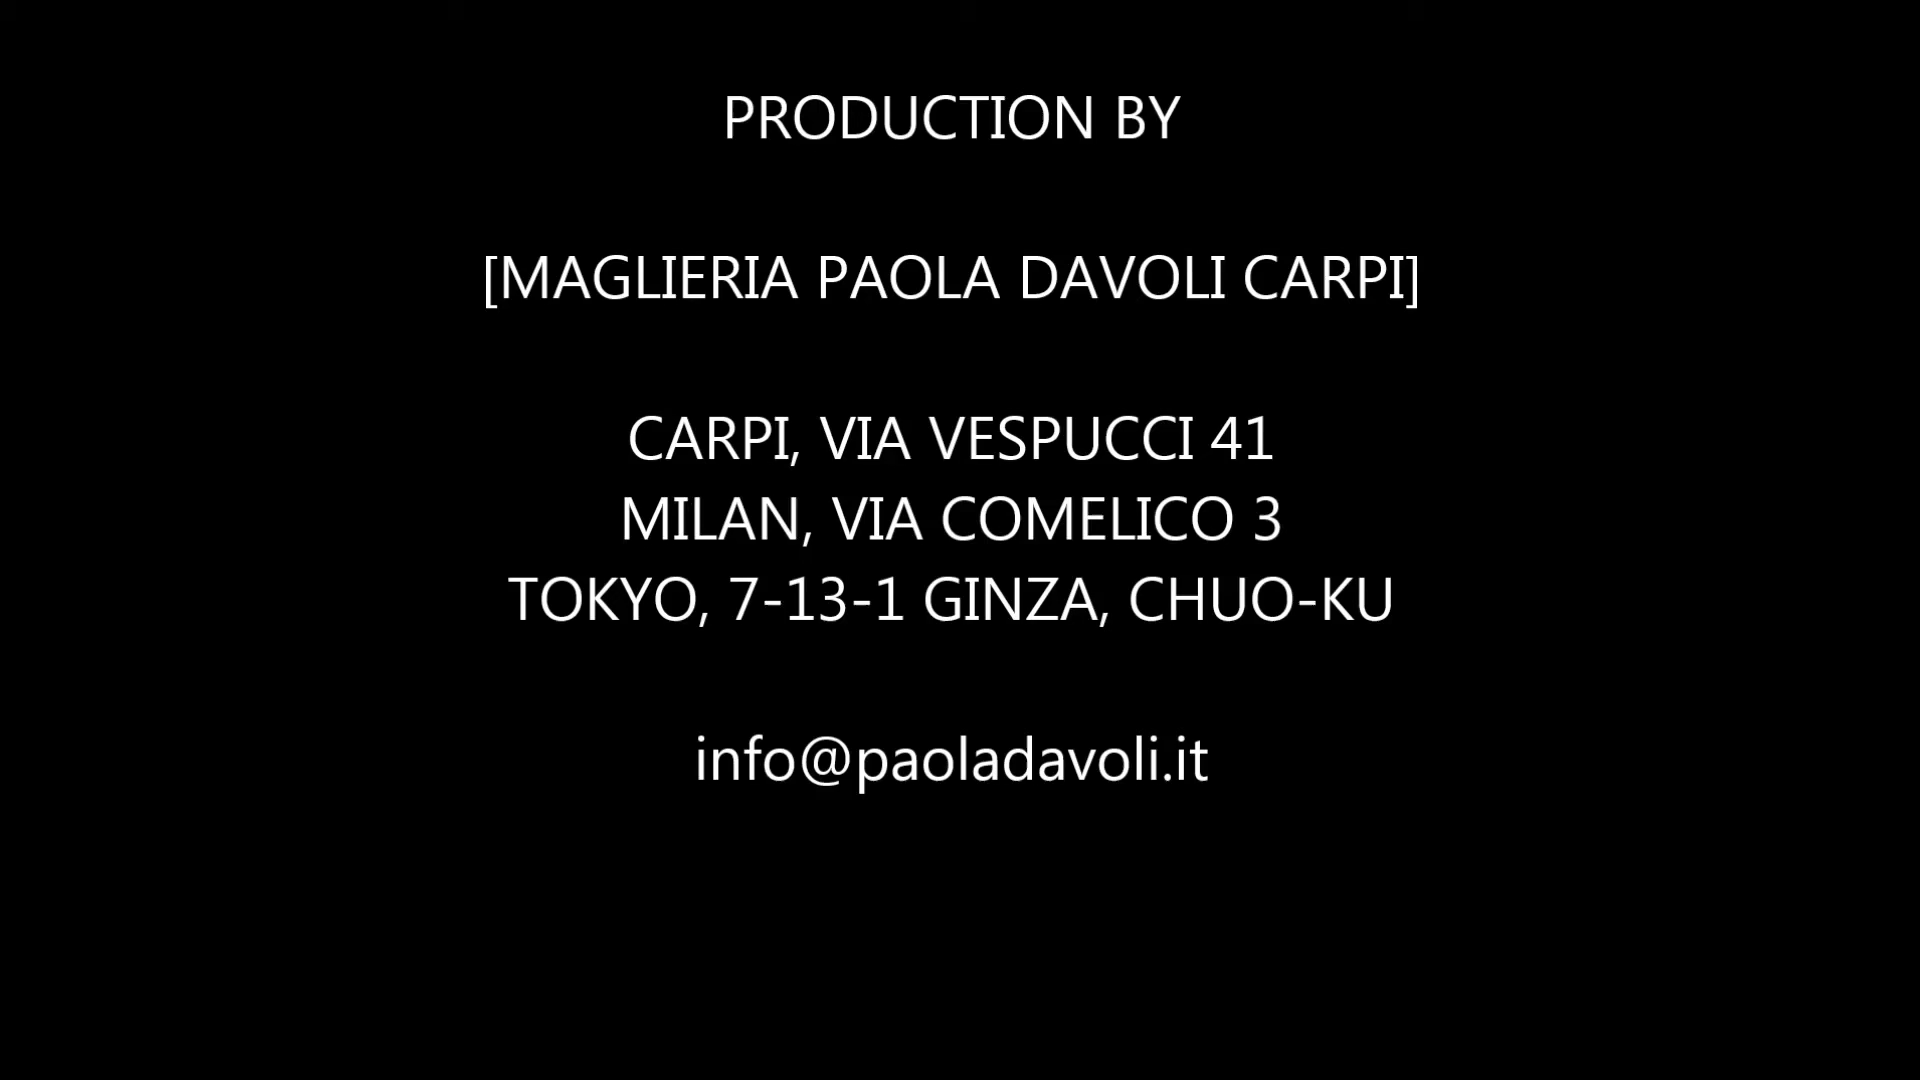 PRODUCTION BY
[MAGLIERIA PAOLA DAVOLI CARPI]
CARPI, VIA VESPUCCI 41
MILAN, VIA COMELICO 3
TOKYO, 7-13-1 GINZA, CHUO-KU
info@paoladavoli.it